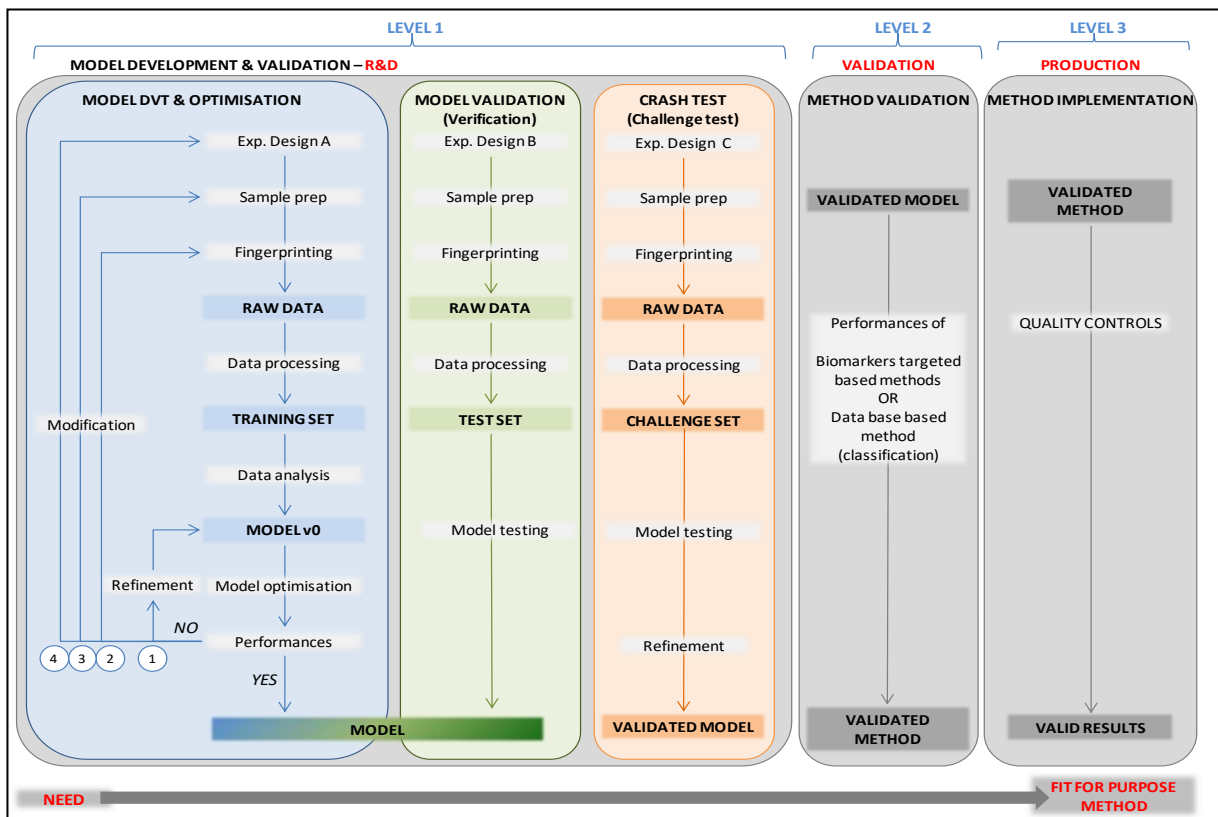 LEVEL 1
LEVEL 2
LEVEL 3
MODEL DEVELOPMENT & VALIDATION – R&D
VALIDATION
PRODUCTION
MODEL DVT & OPTIMISATION
Exp. Design A
Sample prep
Fingerprinting
RAW DATA
Data processing
TRAINING SET
Modification
Data analysis
MODEL v0
Refinement
Model optimisation
NO
Performances
4
3
2
1
YES
MODEL VALIDATION
(Verification)
Exp. Design B
Sample prep
Fingerprinting
RAW DATA
Data processing
TEST SET
Model testing
MODEL
CRASH TEST
(Challenge test)
Exp. Design C
Sample prep
Fingerprinting
RAW DATA
Data processing
CHALLENGE SET
Model testing
Refinement
VALIDATED MODEL
METHOD VALIDATION
VALIDATED MODEL
Performances of
Biomarkers targeted
based methods
OR
Data base based
method
(classification)
VALIDATED
METHOD
METHOD IMPLEMENTATION
VALIDATED
METHOD
QUALITY CONTROLS
VALID RESULTS
NEED
FIT FOR PURPOSE
METHOD